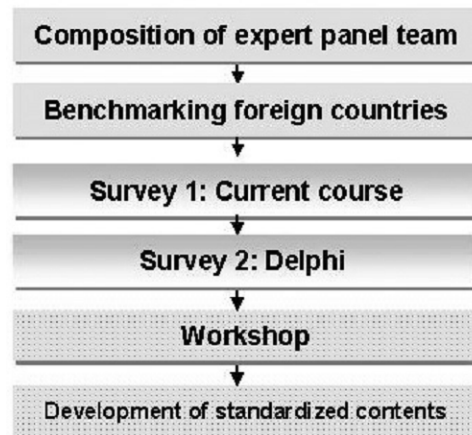 Composition of expert panel team
Benchmarking foreign countries
Survey 1: Current course
Survey 2: Delphi
Workshop
Development of standardized contents